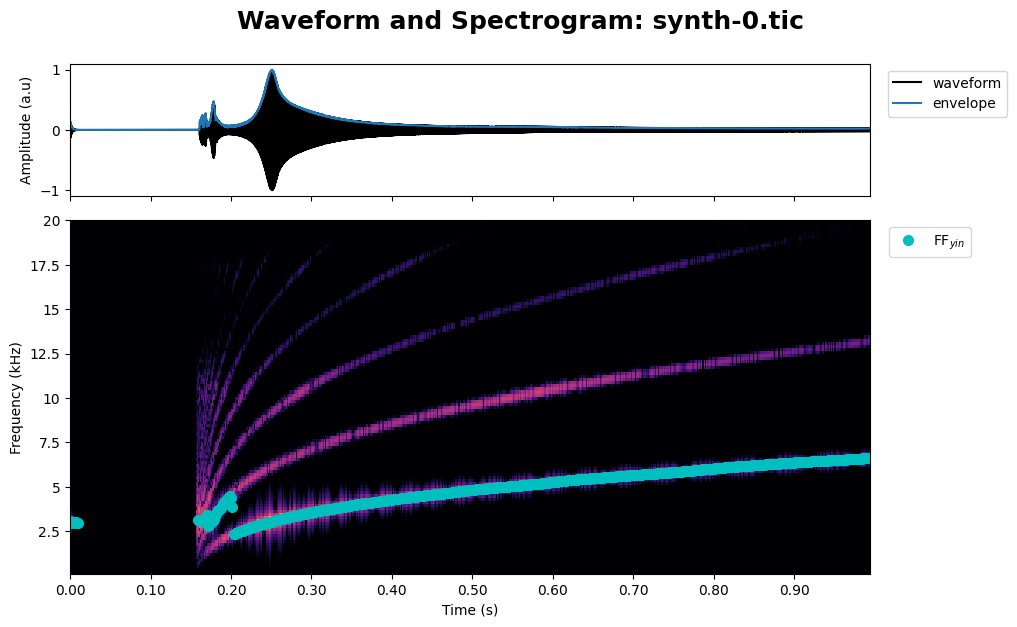 Waveform and Spectrogram: synth-0.tic
1
0
−1
Amplitude (a.u)
waveform
envelope
20
17.5
15
12.5
10
7.5
5
2.5
Frequency (kHz)
FFyin
0.00 0.10 0.20 0.30 0.40 0.50 0.60 0.70 0.80 0.90
Time (s)